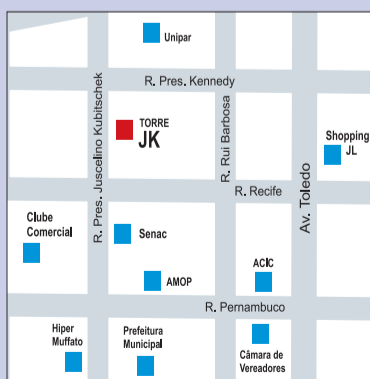 Unipar
R. Pres. Kennedy
R. Pres. Juscelino Kubitschek
TORRE
JK
R. Rui Barbosa
Shopping
JL
R. Recife
Av. Toledo
Clube
Comercial
Senac
ACIC
AMOP
R. Pernambuco
Hiper
Muffato
Prefeitura
Municipal
Câmara de
Vereadores